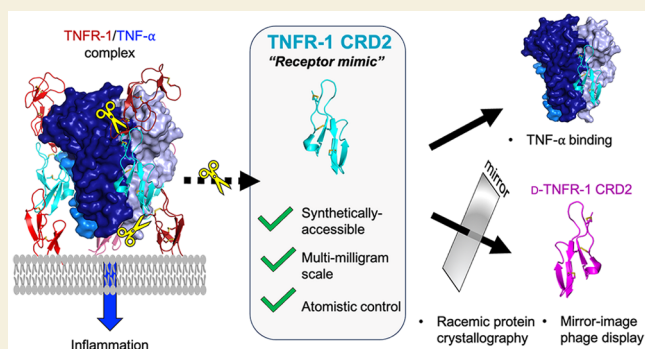 TNFR-1/TNF-α
complex
Inflammation
TNFR-1 CRD2
“Receptor mimic”
Synthetically-
accessible
Multi-milligram
scale
Atomistic control
• TNF-α binding
mirror
D-TNFR-1 CRD2
• Racemic protein
crystallography
• Mirror-image
phage display